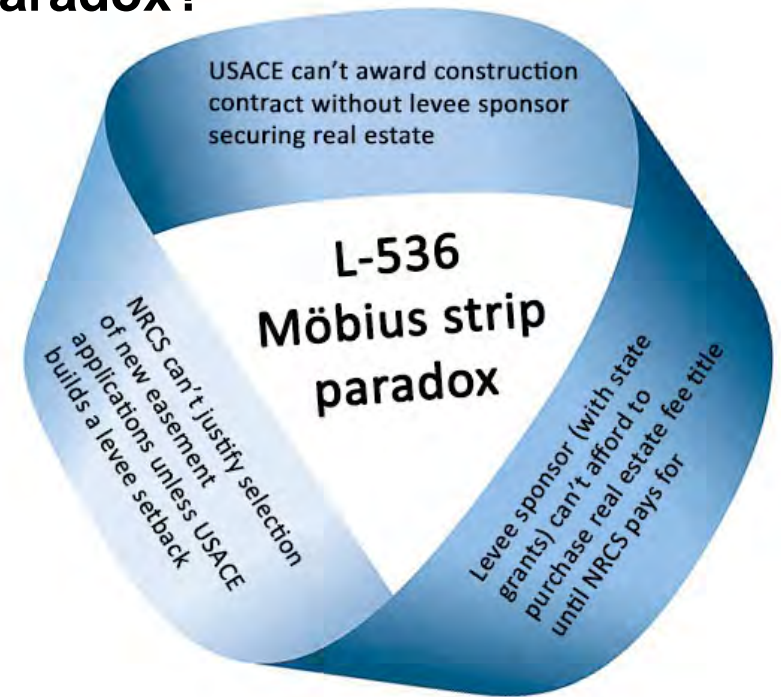 aradox?
USACE can't award construction
contract without levee sponsor
securing real estate
L-536
Möbius strip
paradox
Levee sponsor (with state
grants) can't afford to
purchase real estate fee title
until NRCS pays for
NRCS can't justify selection
of new easement
applications unless USACE
builds a levee setback